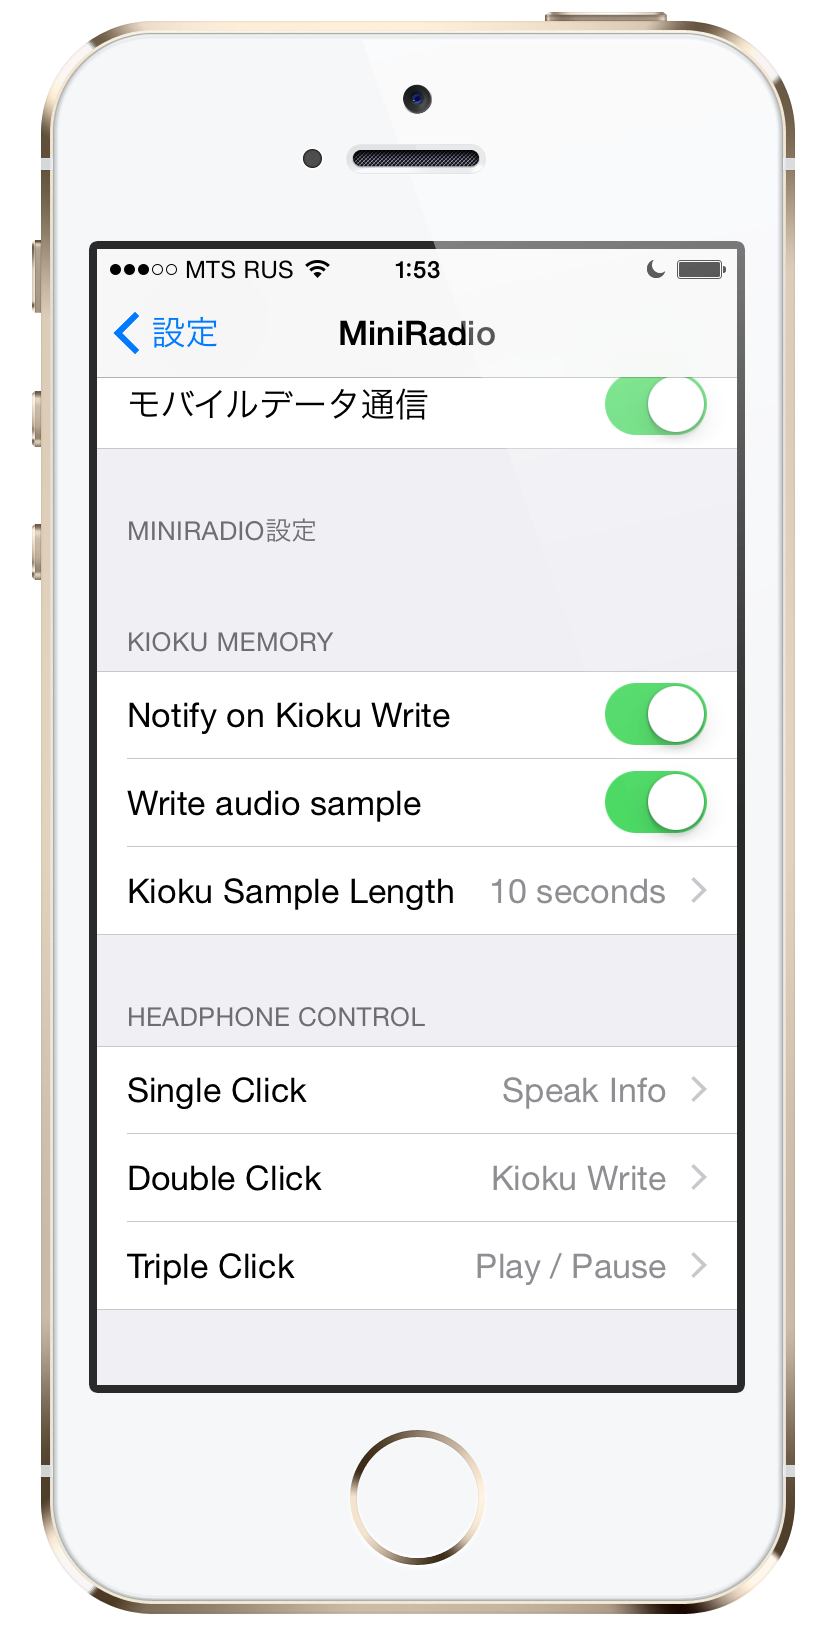 MTS RUS 1:53
設定 MiniRadio
モバイルデータ通信
MINIRADIO設定
KIOKU MEMORY
Notify on Kioku Write
Write audio sample
Kioku Sample Length 10 seconds
HEADPHONE CONTROL
Single Click Speak Info
Double Click Kioku Write
Triple Click Play / Pause